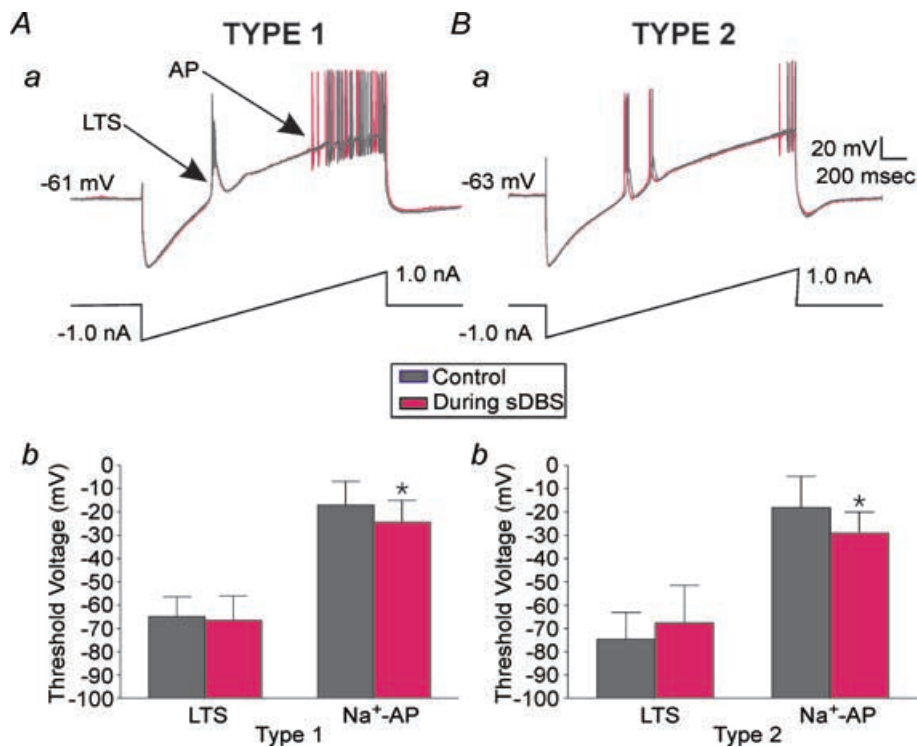 A
TYPE 1
B
TYPE 2
a
AP
LTS
-61 mV
1.0 nA
-1.0 nA
a
-63 mV
20 mV
200 msec
1.0 nA
-1.0 nA
Control
During sDBS
b
Threshold Voltage (mV)
0
-10
-20
-30
-40
-50
-60
-70
-80
-90
-100
*
LTS
Na⁺-AP
Type 1
b
Threshold Voltage (mV)
0
-10
-20
-30
-40
-50
-60
-70
-80
-90
-100
*
LTS
Na⁺-AP
Type 2